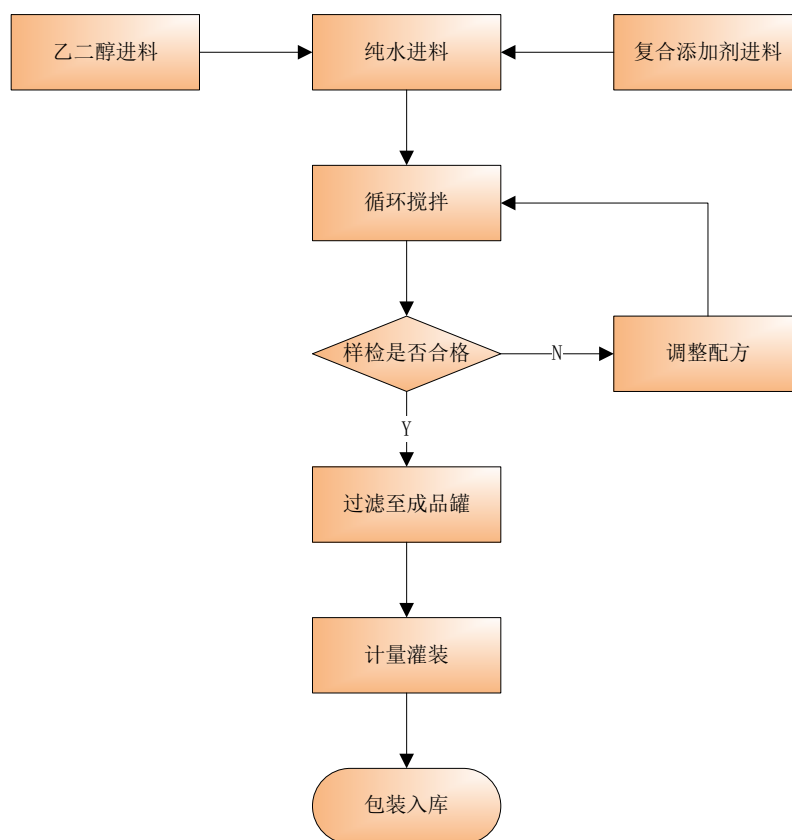 乙二醇进料
纯水进料
复合添加剂进料
循环搅拌
样检是否合格
N
调整配方
Y
过滤至成品罐
计量灌装
包装入库